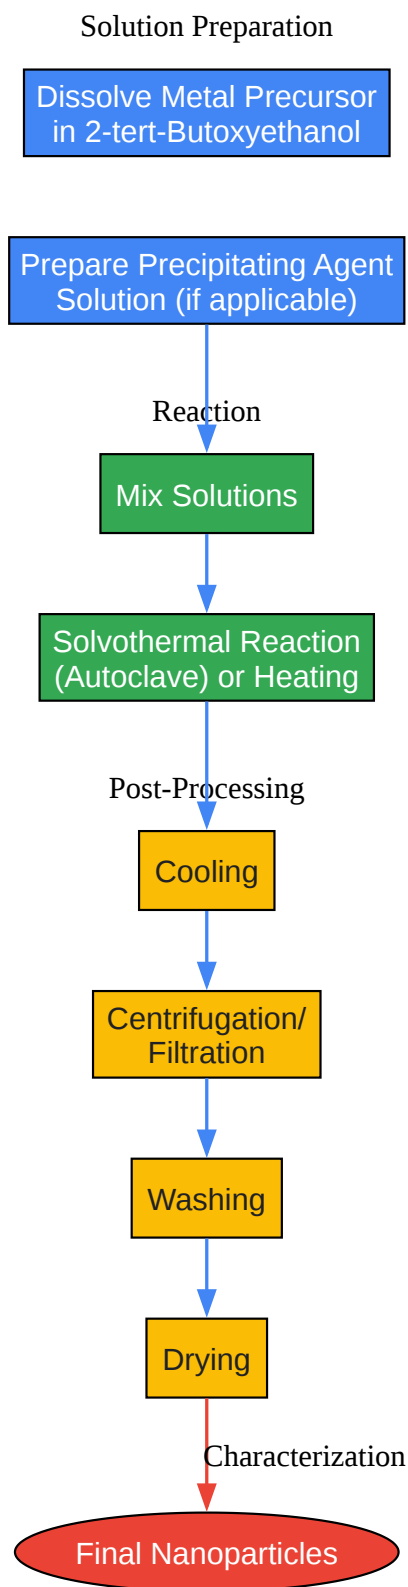 Solution Preparation
Dissolve Metal Precursor
in 2-tert-Butoxyethanol
Prepare Precipitating Agent
Solution (if applicable)
Reaction
Mix Solutions
Solvothermal Reaction
(Autoclave) or Heating
Post-Processing
Cooling
Centrifugation/
Filtration
Washing
Drying
Characterization
Final Nanoparticles